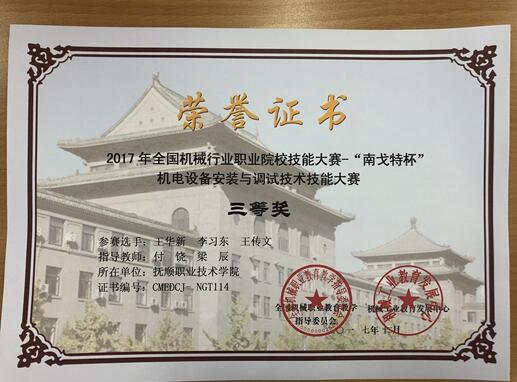 荣誉证书
2017年全国机械行业职业院校技能大赛-“南戈特杯”
机电设备安装与调试技术技能大赛
三等奖
参赛选手：王华新 李习东 王传文
指导教师：付 饶 梁 辰
所在单位：抚顺职业技术学院
证书编号：CMEDCJ-NGT114
全国机械职业教育教学 机械工业教育发展中心
指导委员会 二〇一七年十月